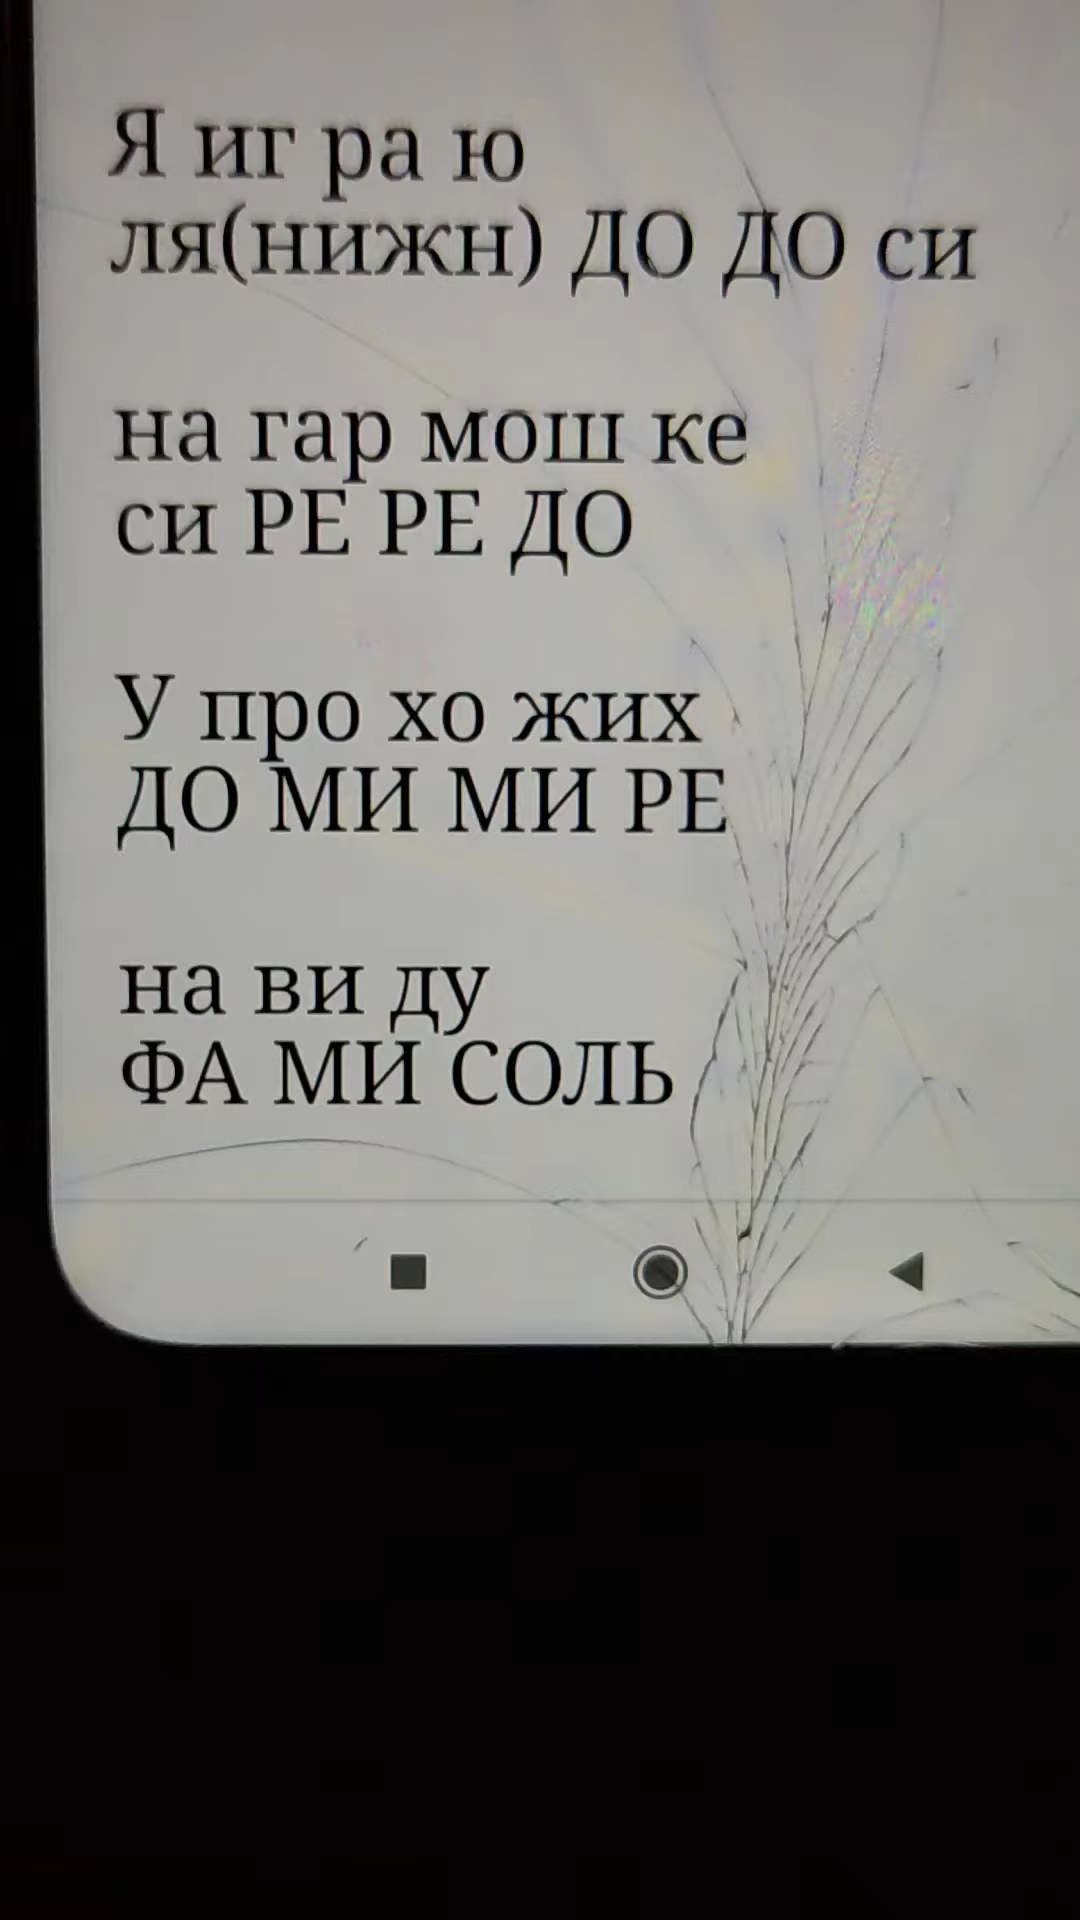 Я иг ра ю
ля(нижн) ДО ДО си
на гар мош ке
си РЕ РЕ ДО
У про хо жих
ДО МИ МИ РЕ
на ви ду
ФА МИ СОЛЬ